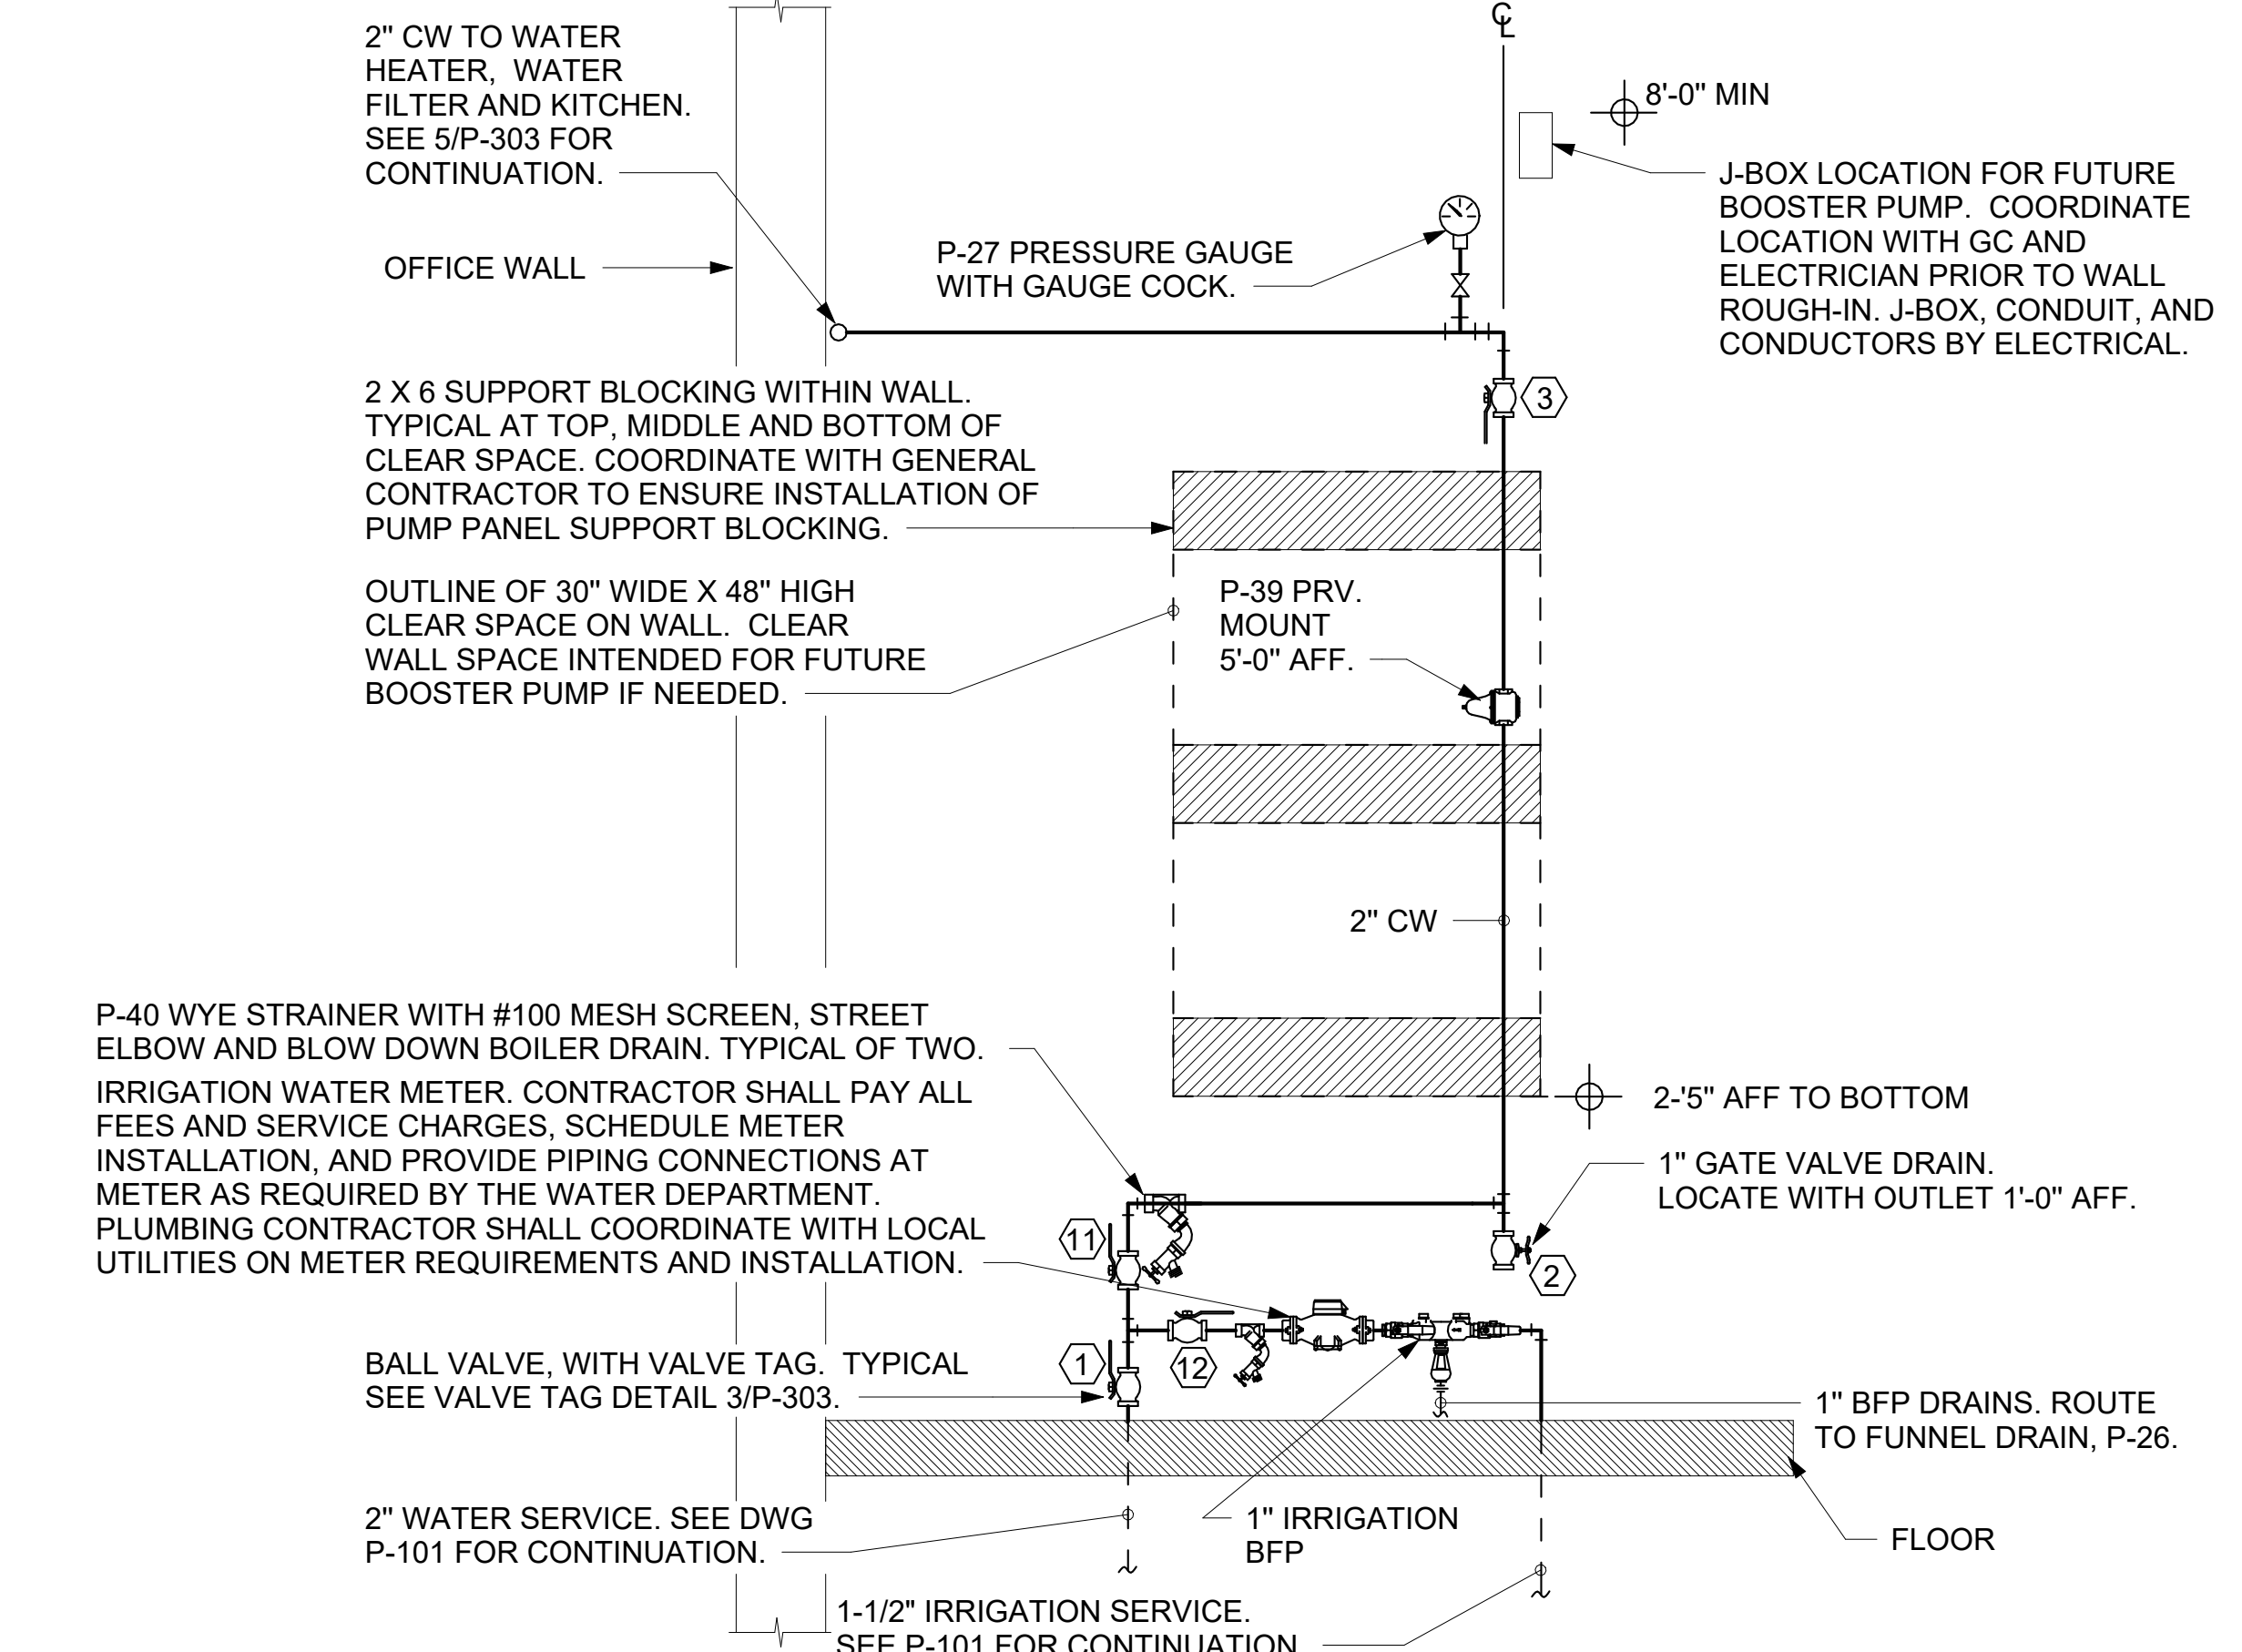 2" CW TO WATER
HEATER, WATER
FILTER AND KITCHEN.
SEE 5/P-303 FOR
CONTINUATION.
℄
8'-0" MIN
J-BOX LOCATION FOR FUTURE
BOOSTER PUMP. COORDINATE
LOCATION WITH GC AND
ELECTRICIAN PRIOR TO WALL
ROUGH-IN. J-BOX, CONDUIT, AND
CONDUCTORS BY ELECTRICAL.
OFFICE WALL
P-27 PRESSURE GAUGE
WITH GAUGE COCK.
3
2 X 6 SUPPORT BLOCKING WITHIN WALL.
TYPICAL AT TOP, MIDDLE AND BOTTOM OF
CLEAR SPACE. COORDINATE WITH GENERAL
CONTRACTOR TO ENSURE INSTALLATION OF
PUMP PANEL SUPPORT BLOCKING.
OUTLINE OF 30" WIDE X 48" HIGH
CLEAR SPACE ON WALL. CLEAR
WALL SPACE INTENDED FOR FUTURE
BOOSTER PUMP IF NEEDED.
P-39 PRV.
MOUNT
5'-0" AFF.
2" CW
P-40 WYE STRAINER WITH #100 MESH SCREEN, STREET
ELBOW AND BLOW DOWN BOILER DRAIN. TYPICAL OF TWO.
IRRIGATION WATER METER. CONTRACTOR SHALL PAY ALL
FEES AND SERVICE CHARGES, SCHEDULE METER
INSTALLATION, AND PROVIDE PIPING CONNECTIONS AT
METER AS REQUIRED BY THE WATER DEPARTMENT.
PLUMBING CONTRACTOR SHALL COORDINATE WITH LOCAL
UTILITIES ON METER REQUIREMENTS AND INSTALLATION.
2-'5" AFF TO BOTTOM
1" GATE VALVE DRAIN.
LOCATE WITH OUTLET 1'-0" AFF.
11
2
1
12
BALL VALVE, WITH VALVE TAG. TYPICAL
SEE VALVE TAG DETAIL 3/P-303.
1" BFP DRAINS. ROUTE
TO FUNNEL DRAIN, P-26.
2" WATER SERVICE. SEE DWG
P-101 FOR CONTINUATION.
1" IRRIGATION
BFP
FLOOR
1-1/2" IRRIGATION SERVICE.
SEE P-101 FOR CONTINUATION